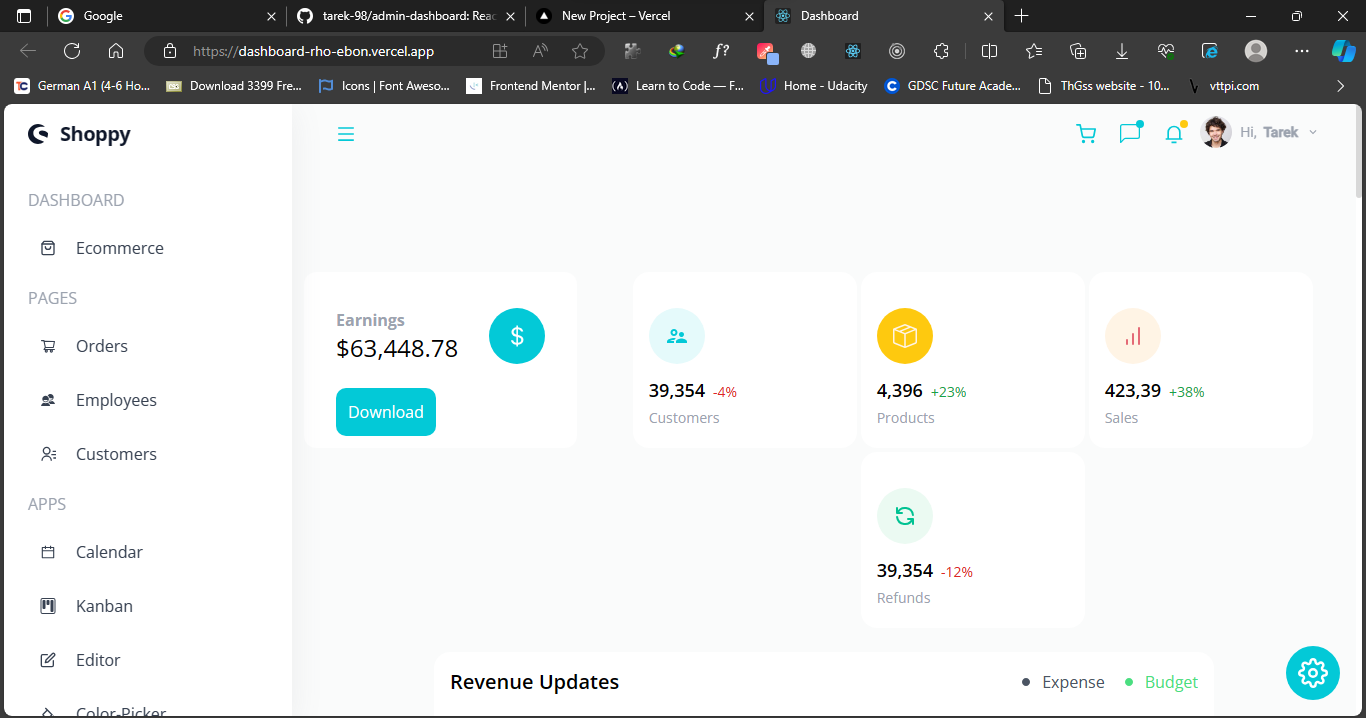 Google
tarek-98/admin-dashboard: Reac
New Project – Vercel
Dashboard
https://dashboard-rho-ebon.vercel.app
German A1 (4-6 Ho...
Download 3399 Free...
Icons | Font Aweso...
Frontend Mentor |...
Learn to Code — F...
Home - Udacity
GDSC Future Acade...
ThGss website - 10...
vttpi.com
Shoppy
Hi, Tarek
DASHBOARD
Ecommerce
PAGES
Orders
Employees
Customers
APPS
Calendar
Kanban
Editor
Color-Picker
Earnings
$63,448.78
$
Download
39,354 -4%
Customers
4,396 +23%
Products
423,39 +38%
Sales
39,354 -12%
Refunds
Revenue Updates
Expense
Budget